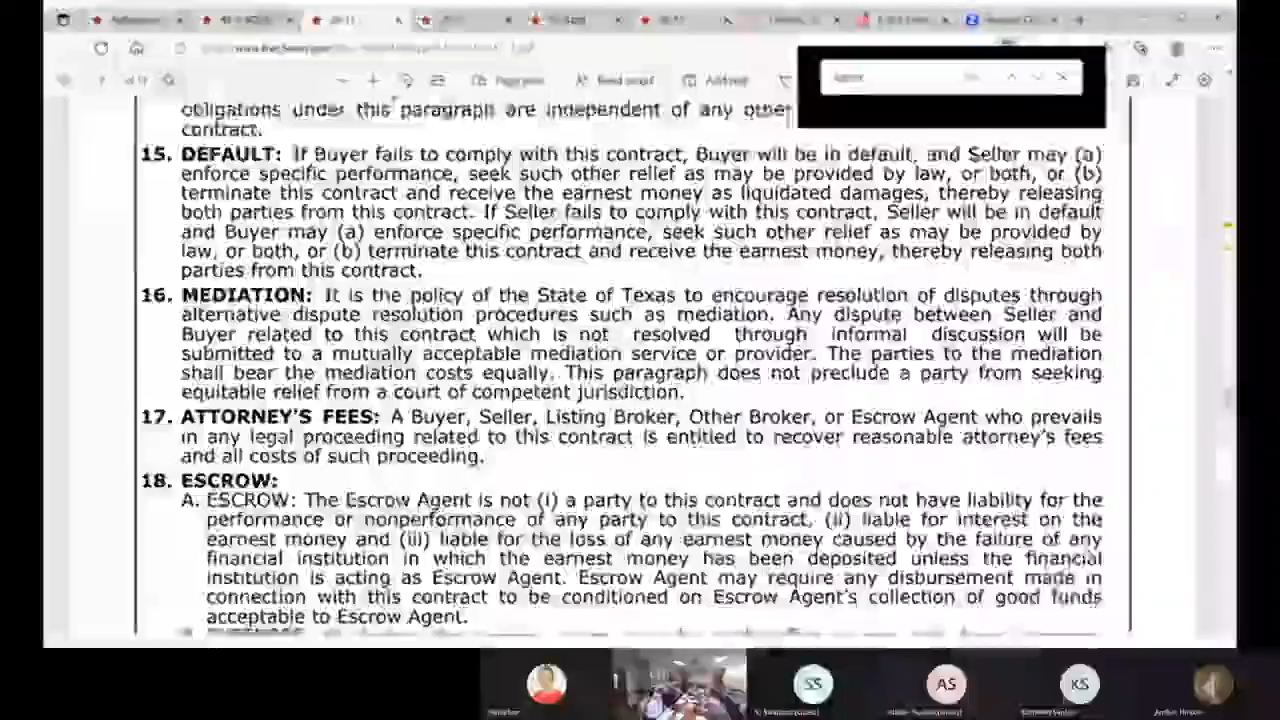 obligations under this paragraph are independent of any other
contract.
15. DEFAULT: If Buyer fails to comply with this contract, Buyer will be in default, and Seller may (a)
enforce specific performance, seek such other relief as may be provided by law, or both, or (b)
terminate this contract and receive the earnest money as liquidated damages, thereby releasing
both parties from this contract. If Seller fails to comply with this contract, Seller will be in default
and Buyer may (a) enforce specific performance, seek such other relief as may be provided by
law, or both, or (b) terminate this contract and receive the earnest money, thereby releasing both
parties from this contract.
16. MEDIATION: It is the policy of the State of Texas to encourage resolution of disputes through
alternative dispute resolution procedures such as mediation. Any dispute between Seller and
Buyer related to this contract which is not resolved through informal discussion will be
submitted to a mutually acceptable mediation service or provider. The parties to the mediation
shall bear the mediation costs equally. This paragraph does not preclude a party from seeking
equitable relief from a court of competent jurisdiction.
17. ATTORNEY'S FEES: A Buyer, Seller, Listing Broker, Other Broker, or Escrow Agent who prevails
in any legal proceeding related to this contract is entitled to recover reasonable attorney's fees
and all costs of such proceeding.
18. ESCROW:
A. ESCROW: The Escrow Agent is not (i) a party to this contract and does not have liability for the
performance or nonperformance of any party to this contract, (ii) liable for interest on the
earnest money and (iii) liable for the loss of any earnest money caused by the failure of any
financial institution in which the earnest money has been deposited unless the financial
institution is acting as Escrow Agent. Escrow Agent may require any disbursement made in
connection with this contract to be conditioned on Escrow Agent's collection of good funds
acceptable to Escrow Agent.
SS AS KS